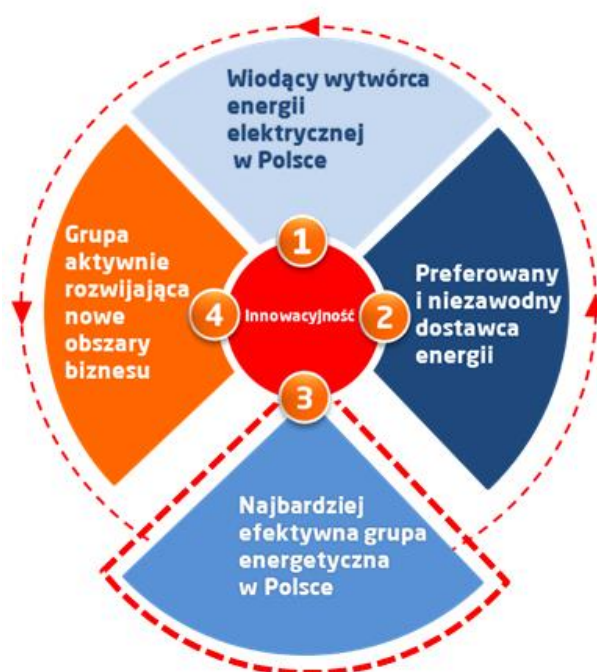 Wiodący wytwórca
energii
elektrycznej
w Polsce
1
Preferowany
i niezawodny
dostawca
energii
2
Najbardziej
efektywna grupa
energetyczna
w Polsce
3
Grupa
aktywnie
rozwijająca
nowe
obszary
biznesu
4
Innowacyjność